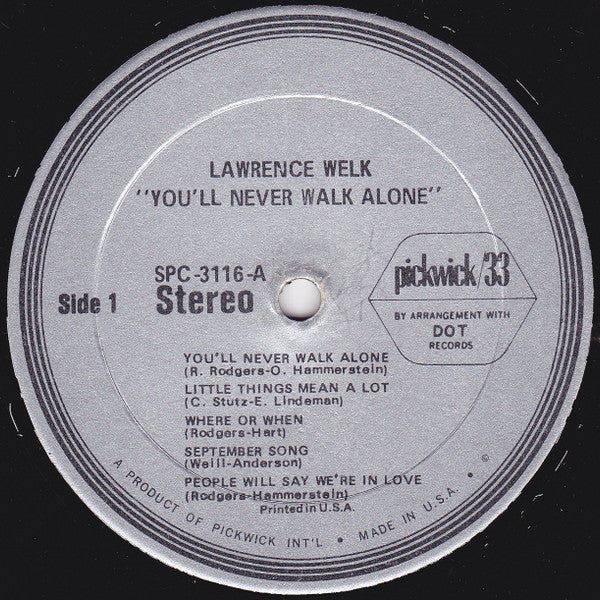 LAWRENCE WELK
"YOU'LL NEVER WALK ALONE"
SPC-3116-A
Side 1 Stereo
pickwick/33
BY ARRANGEMENT WITH
DOT
RECORDS
YOU'LL NEVER WALK ALONE
(R. Rodgers-O. Hammerstein)
LITTLE THINGS MEAN A LOT
(C. Stutz-E. Lindeman)
WHERE OR WHEN
(Rodgers-Hart)
SEPTEMBER SONG
(Weill-Anderson)
PEOPLE WILL SAY WE'RE IN LOVE
(Rodgers-Hammerstein)
Printed in U.S.A.
A PRODUCT OF PICKWICK INT'L • MADE IN U.S.A. • ©